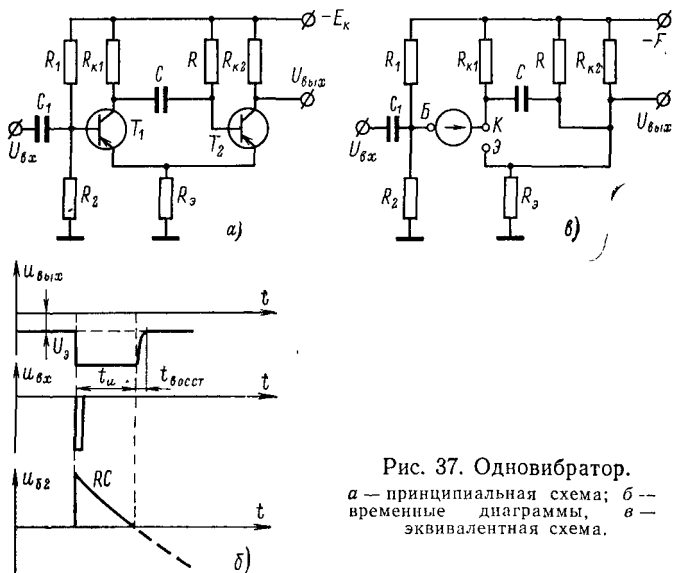 −Eк
R₁
Rк1
R
Rк2
C
Uвых
C₁
T₁
T₂
Uвх
R₂
Rэ
а)
−E
R₁
Rк1
C
R
Rк2
Uвых
C₁
Б
К
Э
Uвх
R₂
Rэ
в)
uвых
t
Uэ
uвх
tи
tвосст
t
uб2
RC
t
б)
Рис. 37. Одновибратор.
а — принципиальная схема; б —
временные диаграммы, в —
эквивалентная схема.